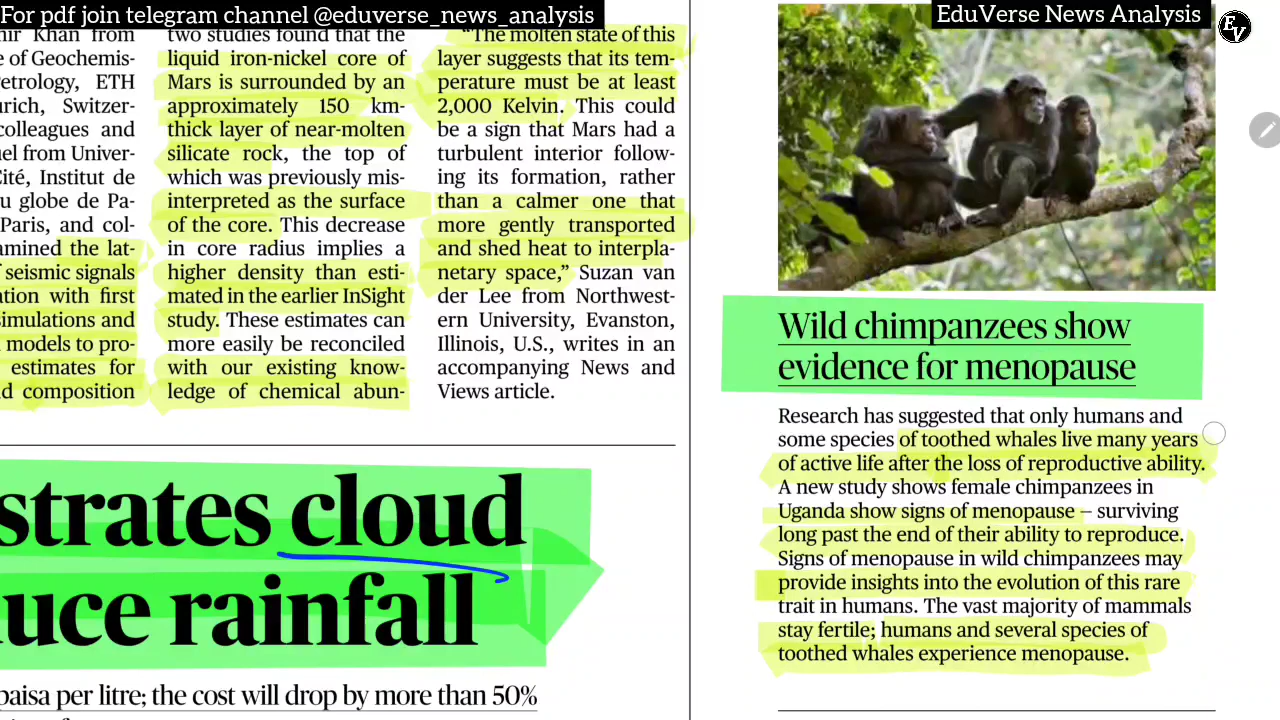 For pdf join telegram channel @eduverse_news_analysis
EduVerse News Analysis
EV
Khan from
of Geochemis-
ETH
Switzer-
colleagues and
from Univer-
Institut de
globe de Pa-
Paris, and col-
the lat-
seismic signals
with first
simulations and
models to pro-
estimates for
composition
two studies found that the
liquid iron-nickel core of
Mars is surrounded by an
approximately 150 km-
thick layer of near-molten
silicate rock, the top of
which was previously mis-
interpreted as the surface
of the core. This decrease
in core radius implies a
higher density than esti-
mated in the earlier InSight
study. These estimates can
more easily be reconciled
with our existing know-
ledge of chemical abun-
“The molten state of this
layer suggests that its tem-
perature must be at least
2,000 Kelvin. This could
be a sign that Mars had a
turbulent interior follow-
ing its formation, rather
than a calmer one that
more gently transported
and shed heat to interpla-
netary space,” Suzan van
der Lee from Northwest-
ern University, Evanston,
Illinois, U.S., writes in an
accompanying News and
Views article.
strates cloud
uce rainfall
paisa per litre; the cost will drop by more than 50%
Wild chimpanzees show
evidence for menopause
Research has suggested that only humans and
some species of toothed whales live many years
of active life after the loss of reproductive ability.
A new study shows female chimpanzees in
Uganda show signs of menopause — surviving
long past the end of their ability to reproduce.
Signs of menopause in wild chimpanzees may
provide insights into the evolution of this rare
trait in humans. The vast majority of mammals
stay fertile; humans and several species of
toothed whales experience menopause.